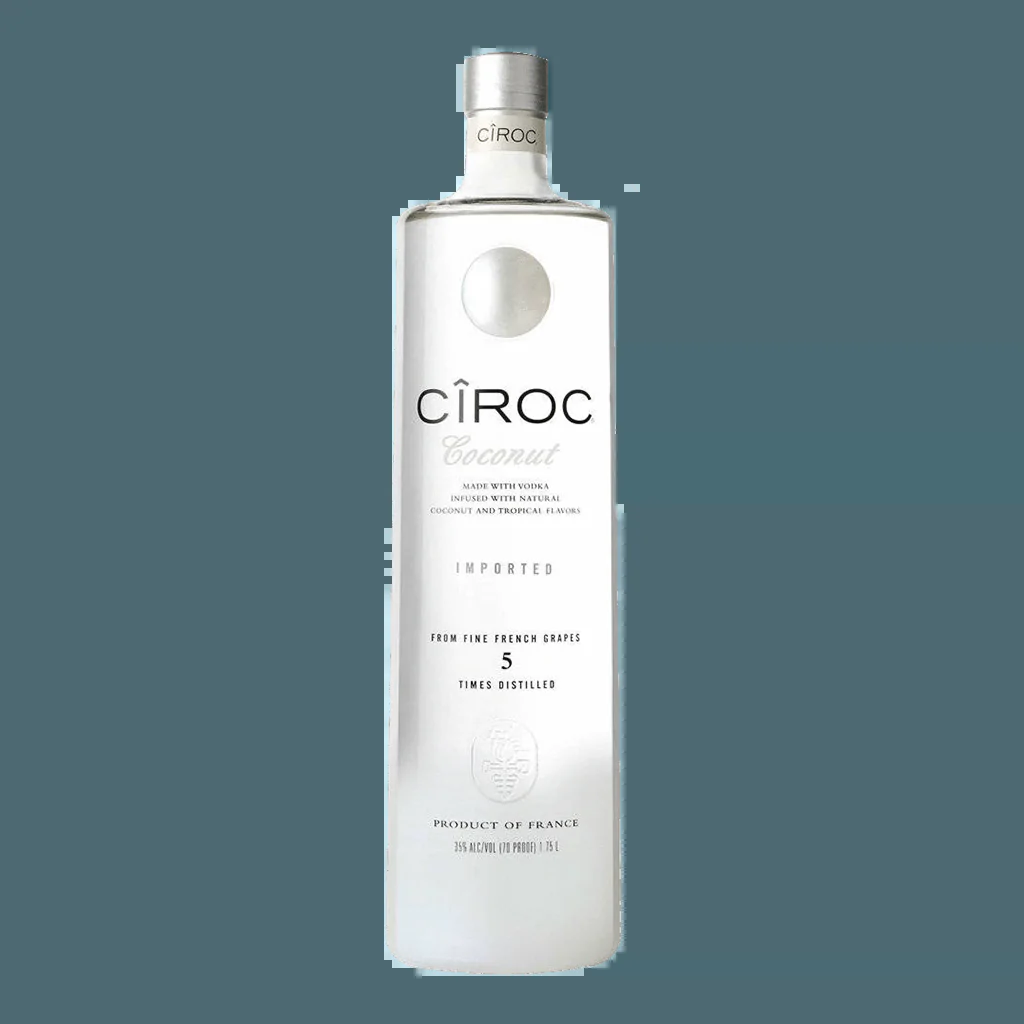 CÎROC
CÎROC
Coconut
MADE WITH VODKA
INFUSED WITH NATURAL
COCONUT AND TROPICAL FLAVORS
IMPORTED
FROM FINE FRENCH GRAPES
5
TIMES DISTILLED
PRODUCT OF FRANCE
35% ALC/VOL (70 PROOF) 1.75 L